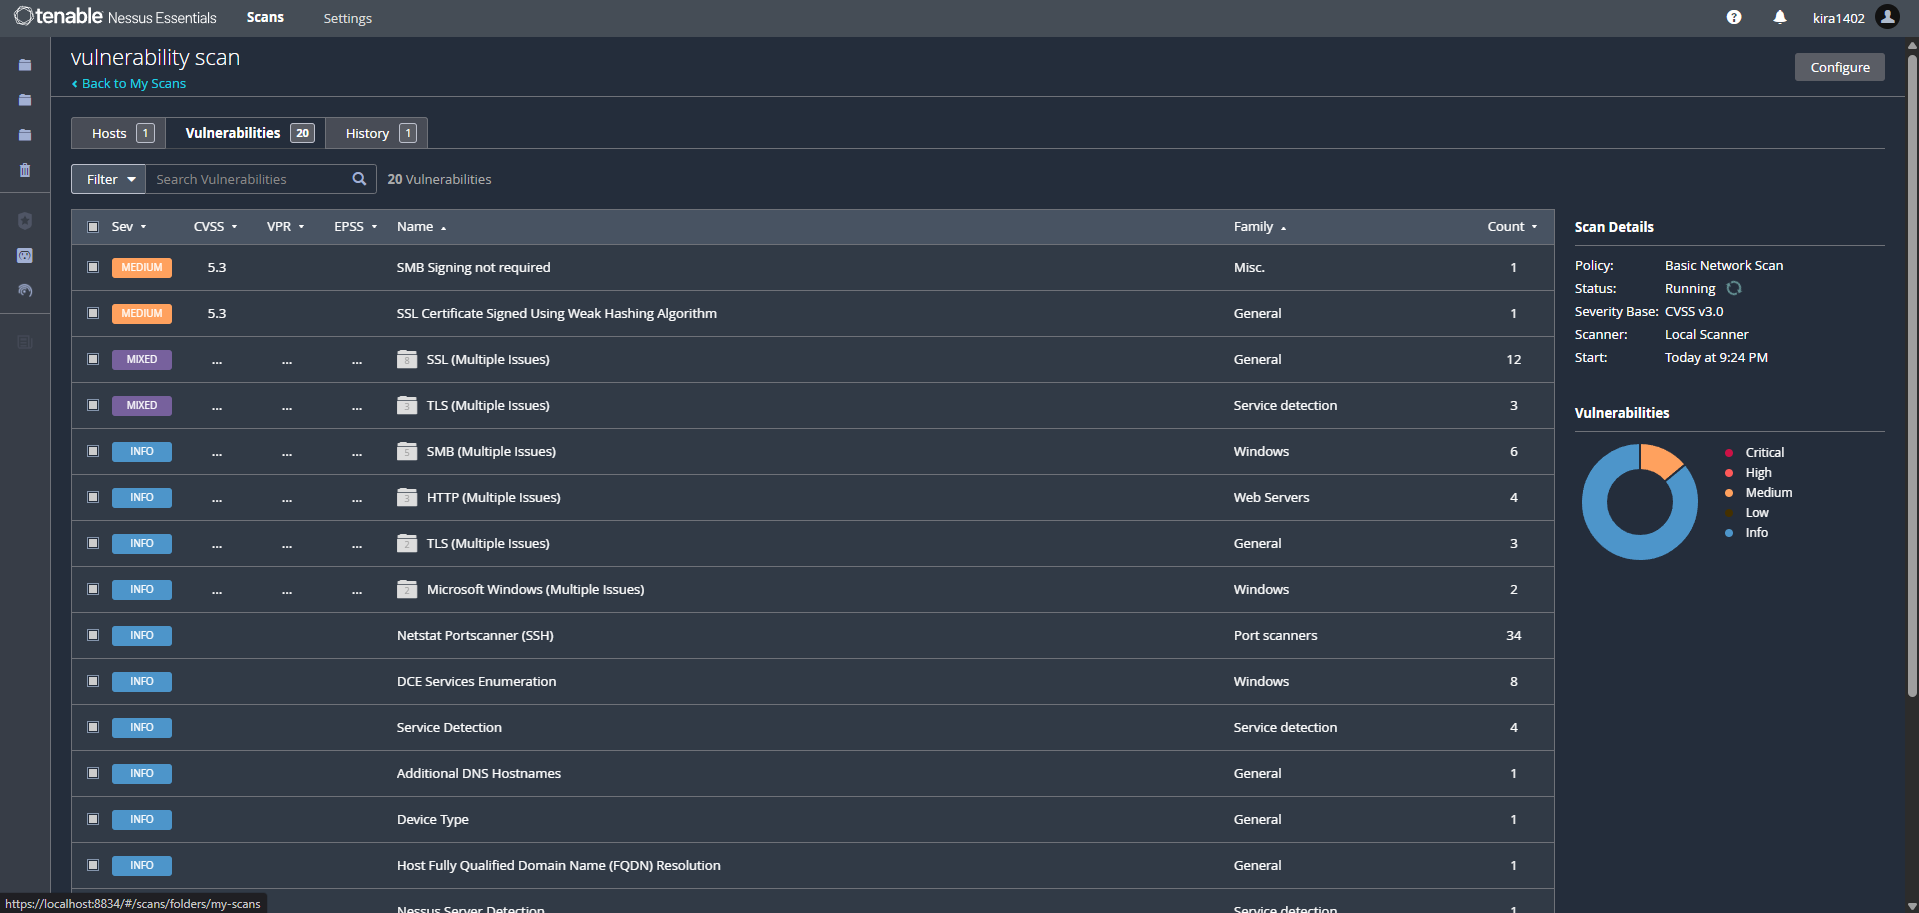 tenable Nessus Essentials Scans Settings kira1402
vulnerability scan
Back to My Scans
Configure
Hosts 1 Vulnerabilities 20 History 1
Filter Search Vulnerabilities 20 Vulnerabilities
Sev CVSS VPR EPSS Name Family Count
MEDIUM 5.3 SMB Signing not required Misc. 1
MEDIUM 5.3 SSL Certificate Signed Using Weak Hashing Algorithm General 1
MIXED ... ... ... 8 SSL (Multiple Issues) General 12
MIXED ... ... ... 3 TLS (Multiple Issues) Service detection 3
INFO ... ... ... 5 SMB (Multiple Issues) Windows 6
INFO ... ... ... 3 HTTP (Multiple Issues) Web Servers 4
INFO ... ... ... 2 TLS (Multiple Issues) General 3
INFO ... ... ... 2 Microsoft Windows (Multiple Issues) Windows 2
INFO Netstat Portscanner (SSH) Port scanners 34
INFO DCE Services Enumeration Windows 8
INFO Service Detection Service detection 4
INFO Additional DNS Hostnames General 1
INFO Device Type General 1
INFO Host Fully Qualified Domain Name (FQDN) Resolution General 1
Nessus Server Detection Service detection 1
Scan Details
Policy: Basic Network Scan
Status: Running
Severity Base: CVSS v3.0
Scanner: Local Scanner
Start: Today at 9:24 PM
Vulnerabilities
Critical
High
Medium
Low
Info
https://localhost:8834/#/scans/folders/my-scans